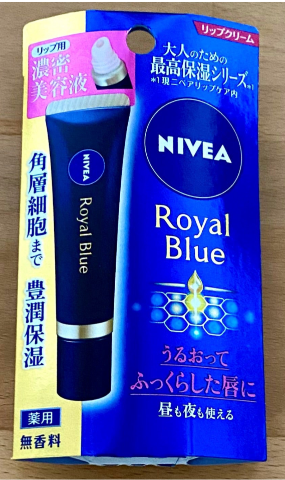 リップクリーム
リップ用
濃密
美容液
大人のための
最高保湿シリーズ※1
※1現ニベアリップケア内
NIVEA
Royal
Blue
NIVEA
Royal Blue
角層細胞まで 豊潤保湿
うるおって
ふっくらした唇に
昼も夜も使える
薬用
無香料